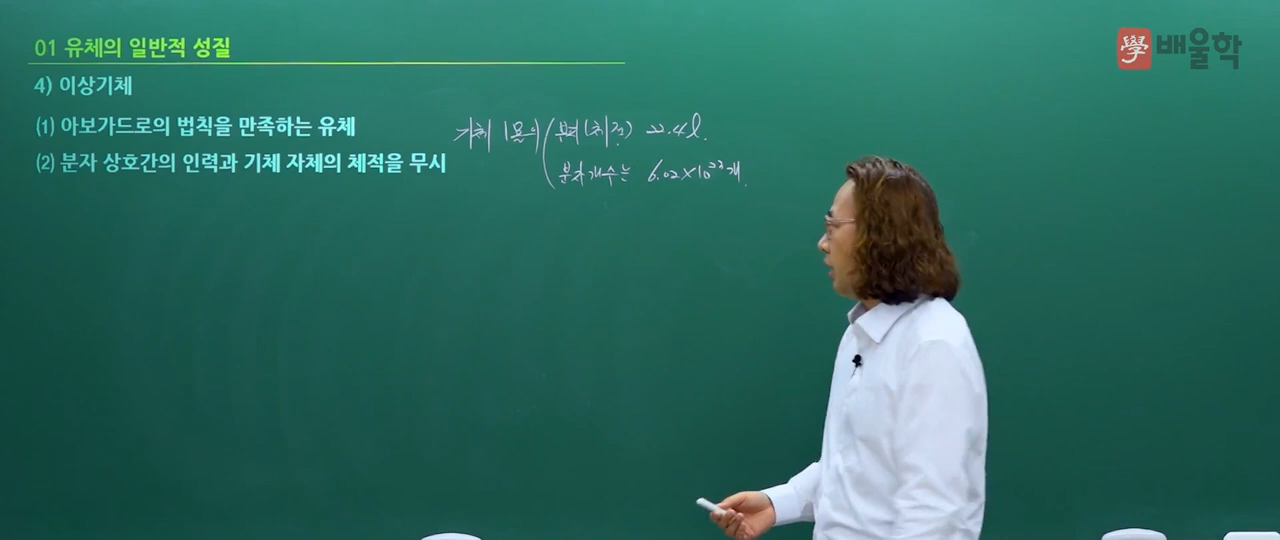 01 유체의 일반적 성질
學 배울학
4) 이상기체
(1) 아보가드로의 법칙을 만족하는 유체
(2) 분자 상호간의 인력과 기체 자체의 체적을 무시
기체 1몰의 부피(체적) 22.4l.
분자개수는 6.02×10²³개.